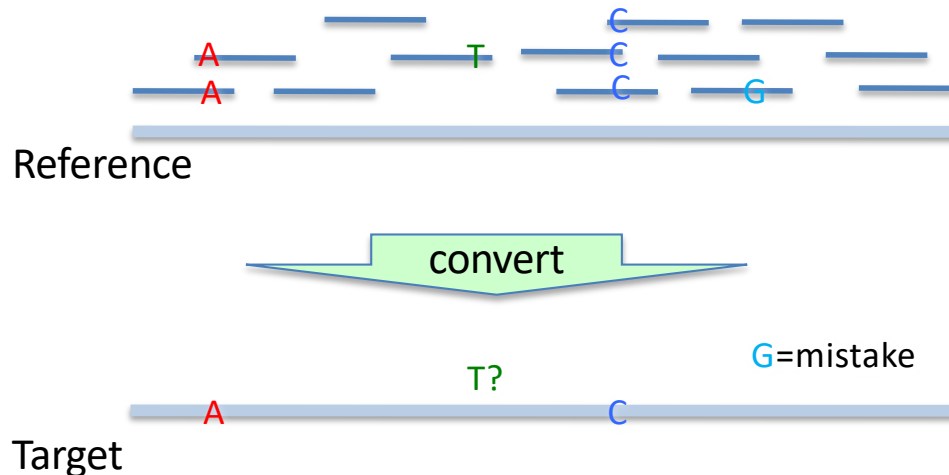 C
A T C
A C G
Reference
convert
G=mistake
T?
A C
Target